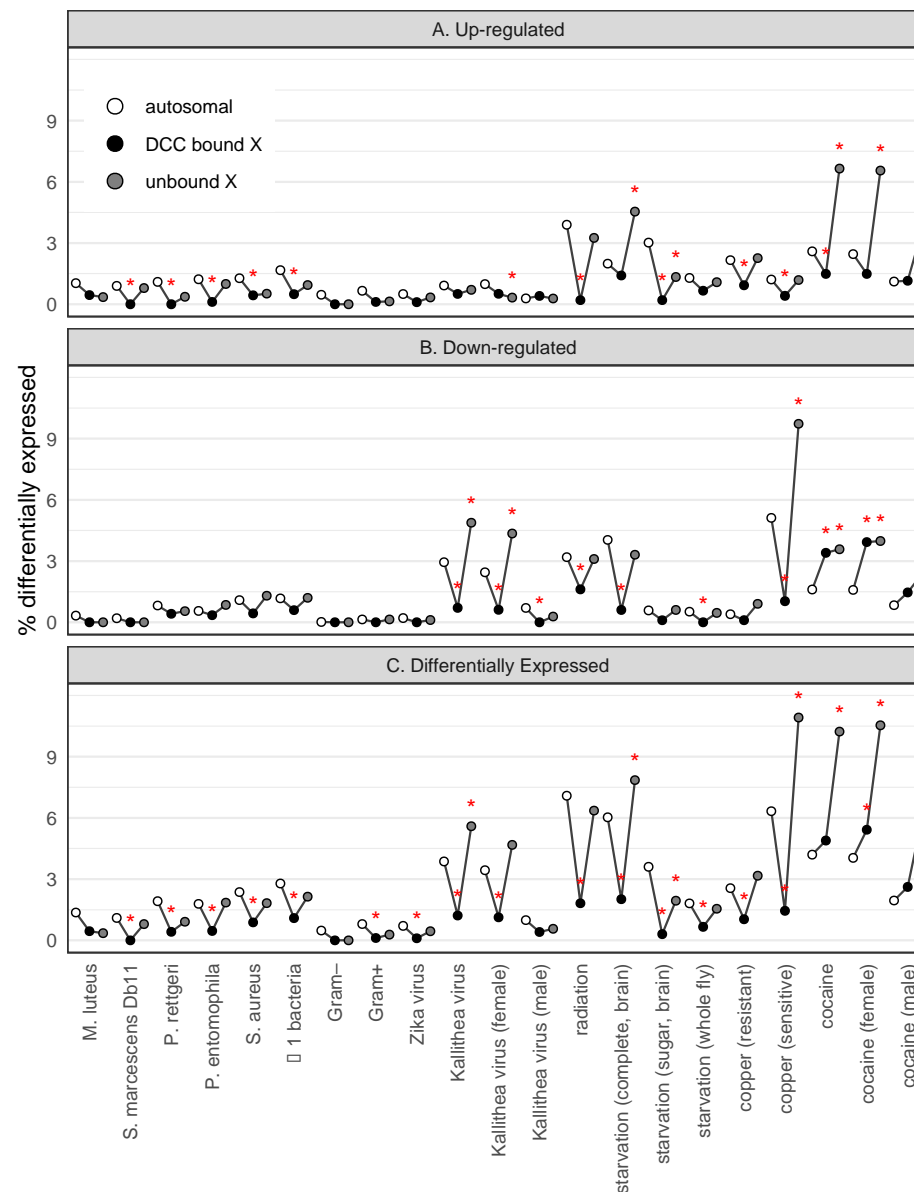 A. Up-regulated
autosomal
DCC bound X
unbound X
9
6
3
0
B. Down-regulated
9
6
3
0
C. Differentially Expressed
9
6
3
0
% differentially expressed
M. luteus
S. marcescens Db11
P. rettgeri
P. entomophilia
S. aureus
▯ 1 bacteria
Gram−
Gram+
Zika virus
Kallithea virus
Kallithea virus (female)
Kallithea virus (male)
radiation
starvation (complete, brain)
starvation (sugar, brain)
starvation (whole fly)
copper (resistant)
copper (sensitive)
cocaine
cocaine (female)
cocaine (male)